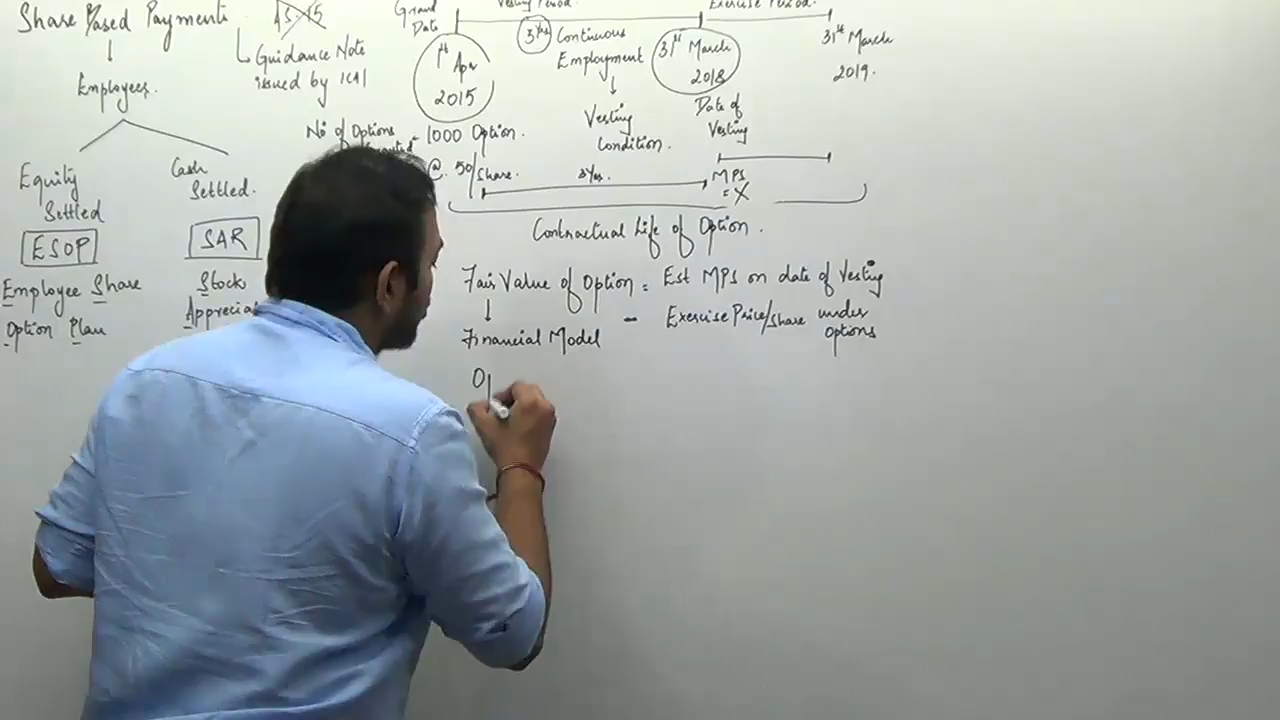 Share Based Payments
AS-15
Guidance Note
issued by ICAI
Employees.
Equity
Settled
ESOP
Employee Share
Option Plan
Cash
Settled.
SAR
Stock
Grant
Date
Vesting Period
Exercise Period
1st Apr
2015
3 Yrs
Continuous
Employment
Vesting
Condition.
31st March
2018
Date of
Vesting
31st March
2019.
No of Options
1000 Option.
@ 50/share.
3 Yrs.
MPS
= X
Contractual Life of Option.
Fair Value of Option = Est MPS on date of Vesting
- Exercise Price/share under
options
Financial Model